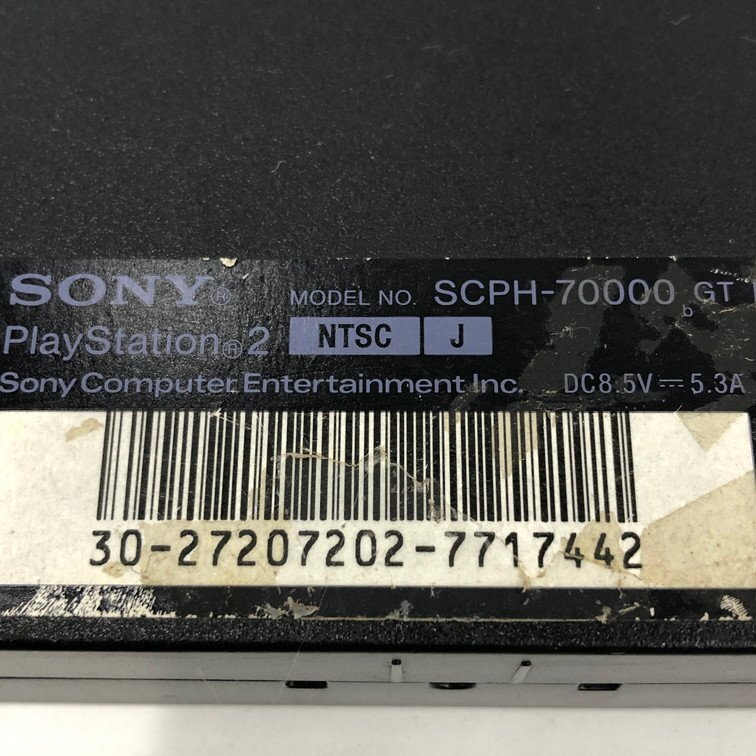 SONY® MODEL NO. SCPH-70000 b GT
PlayStation®2 NTSC J
Sony Computer Entertainment Inc. DC8.5V⎓5.3A
30-27207202-7717442